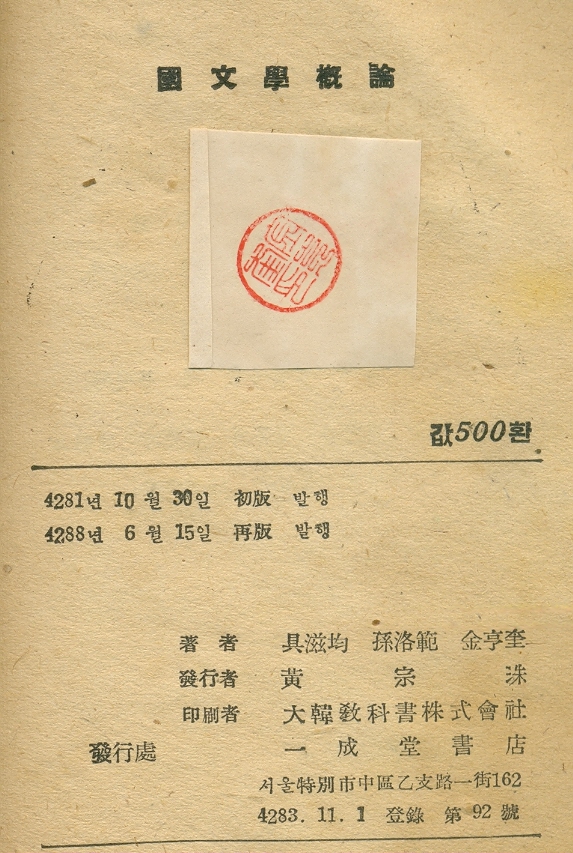 國文學概論
값500환
4281년 10월 30일 初版 발행
4288년 6월 15일 再版 발행
著者 具滋均 孫洛範 金亨奎
發行者 黃宗洙
印刷者 大韓敎科書株式會社
發行處 一成堂書店
서울特別市中區乙支路一街162
4283. 11. 1 登錄 第92號